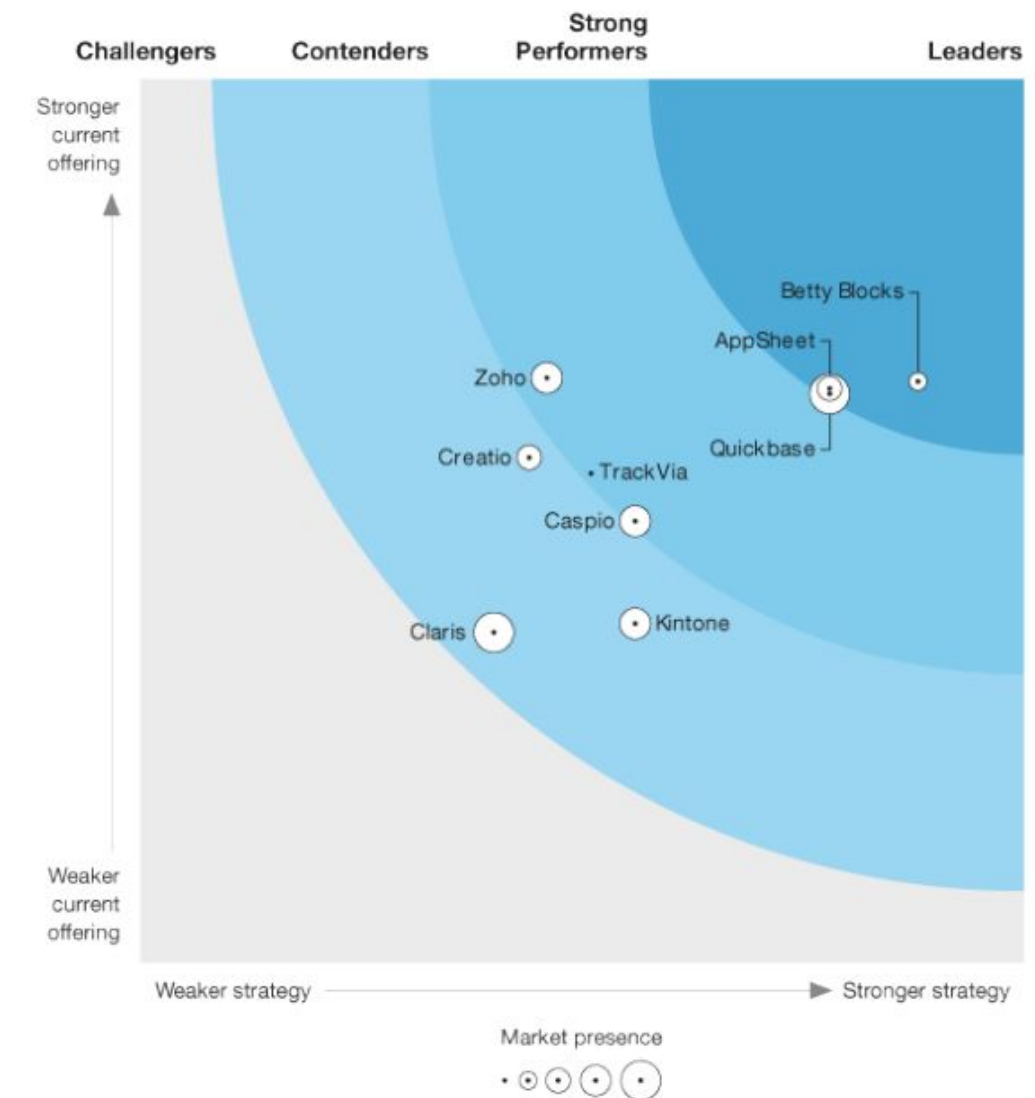 Strong
Challengers Contenders Performers Leaders
Stronger
current
offering
Betty Blocks
AppSheet
Zoho
Quickbase
Creatio
TrackVia
Caspio
Kintone
Claris
Weaker
current
offering
Weaker strategy Stronger strategy
Market presence